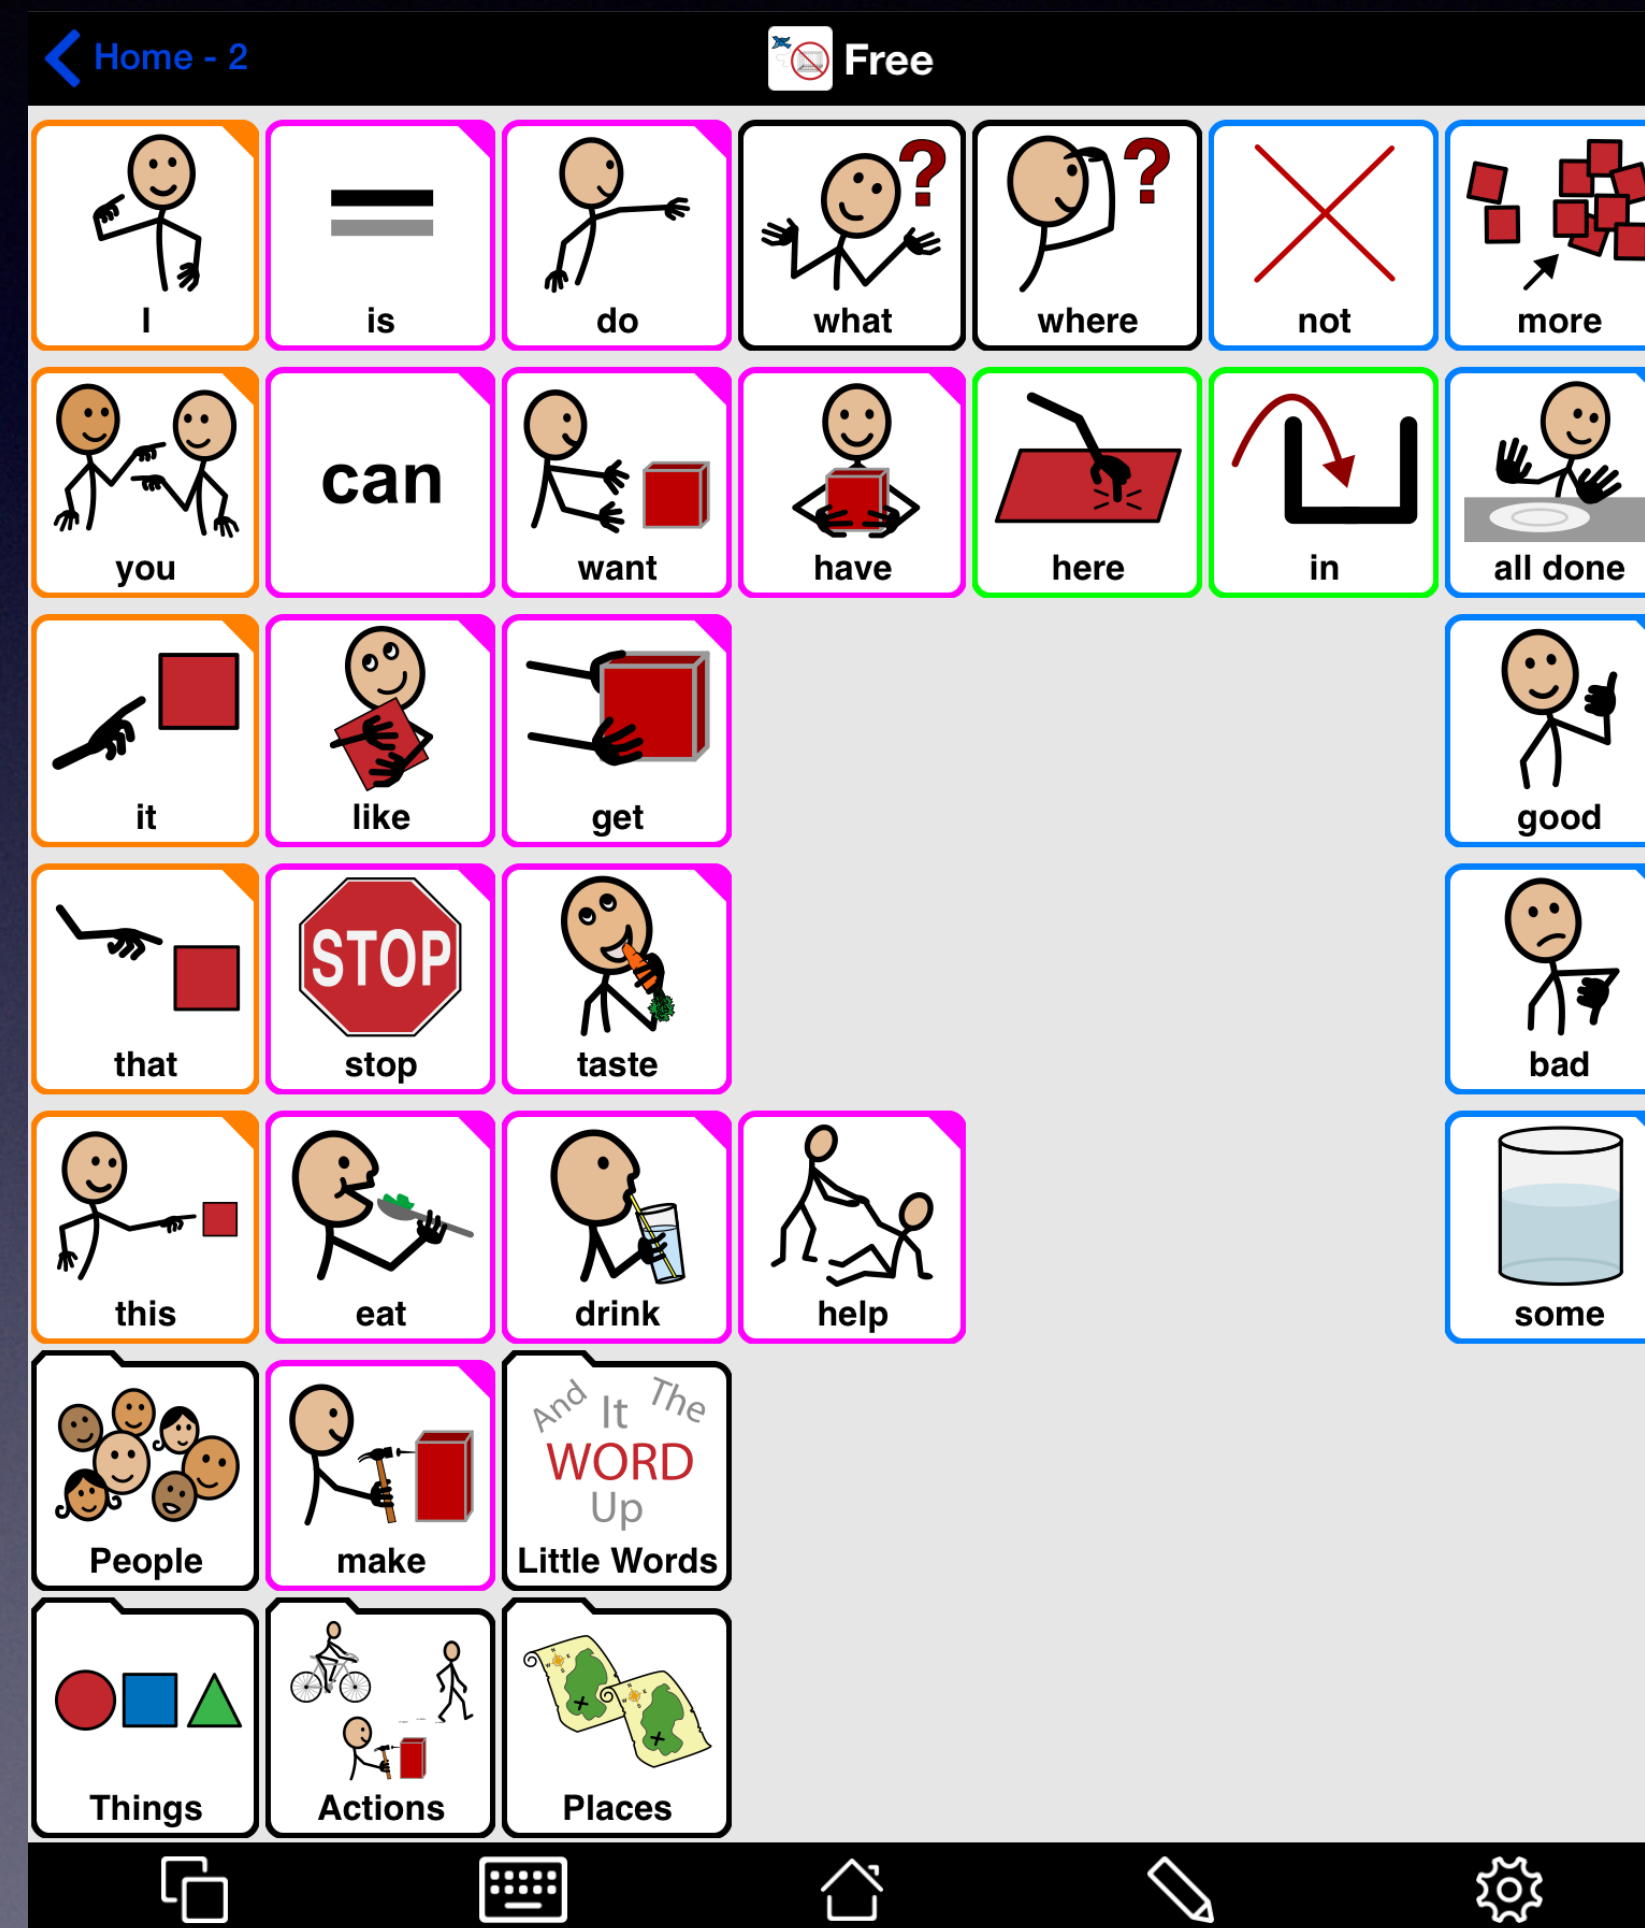 Home - 2
Free
I
is
do
what
where
not
more
can
you
want
have
here
in
all done
it
like
get
good
STOP
that
stop
taste
bad
this
eat
drink
help
some
And It The
WORD
Up
People
make
Little Words
Things
Actions
Places